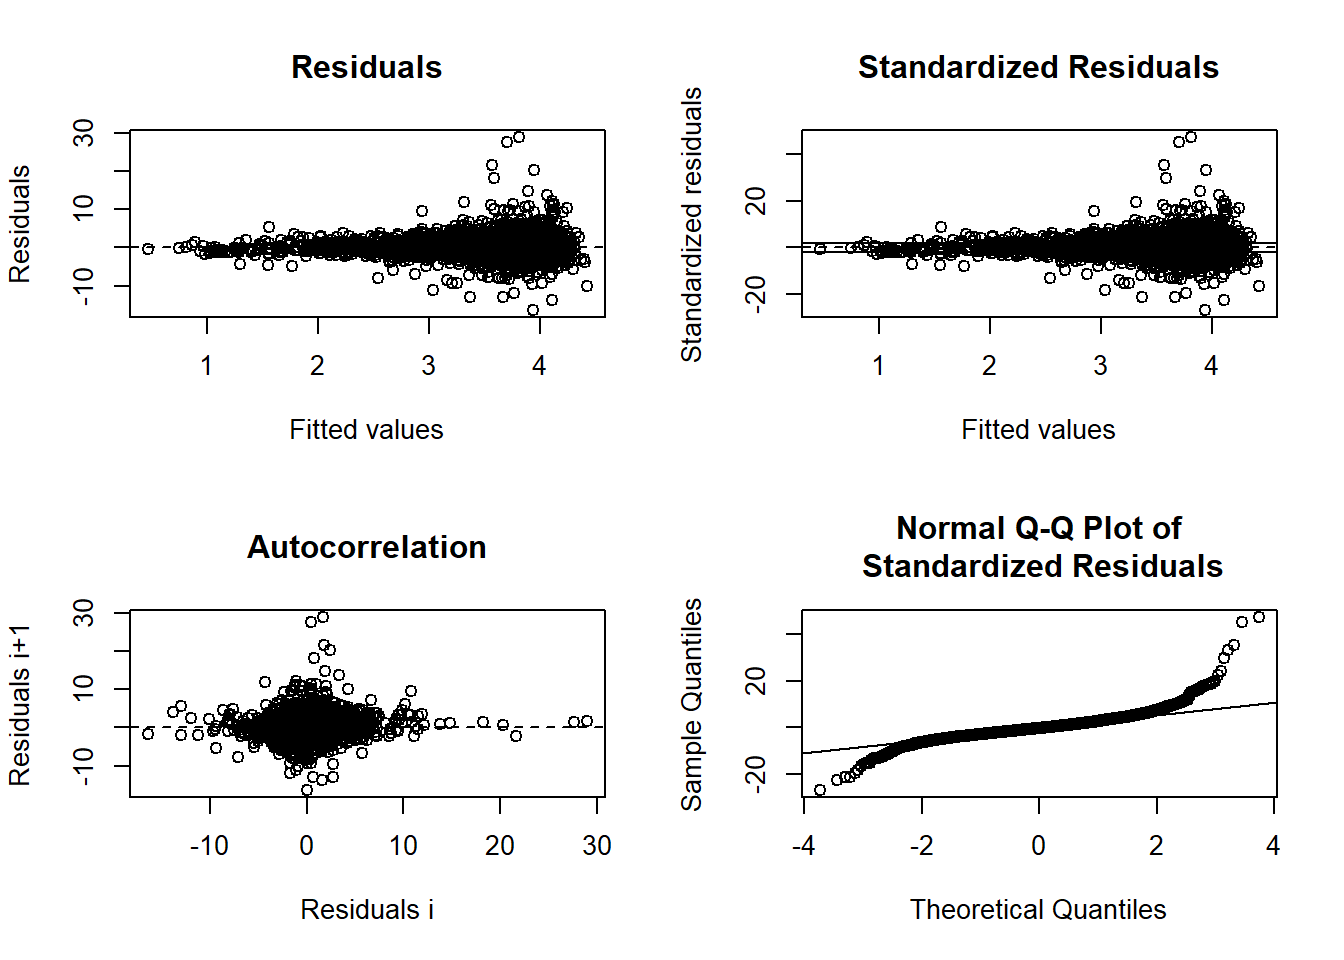 Residuals
Residuals
30
10
-10
1 2 3 4
Fitted values
Standardized Residuals
Standardized residuals
20
-20
1 2 3 4
Fitted values
Autocorrelation
Residuals i+1
30
10
-10
-10 0 10 20 30
Residuals i
Normal Q-Q Plot of
Standardized Residuals
Sample Quantiles
20
-20
-4 -2 0 2 4
Theoretical Quantiles